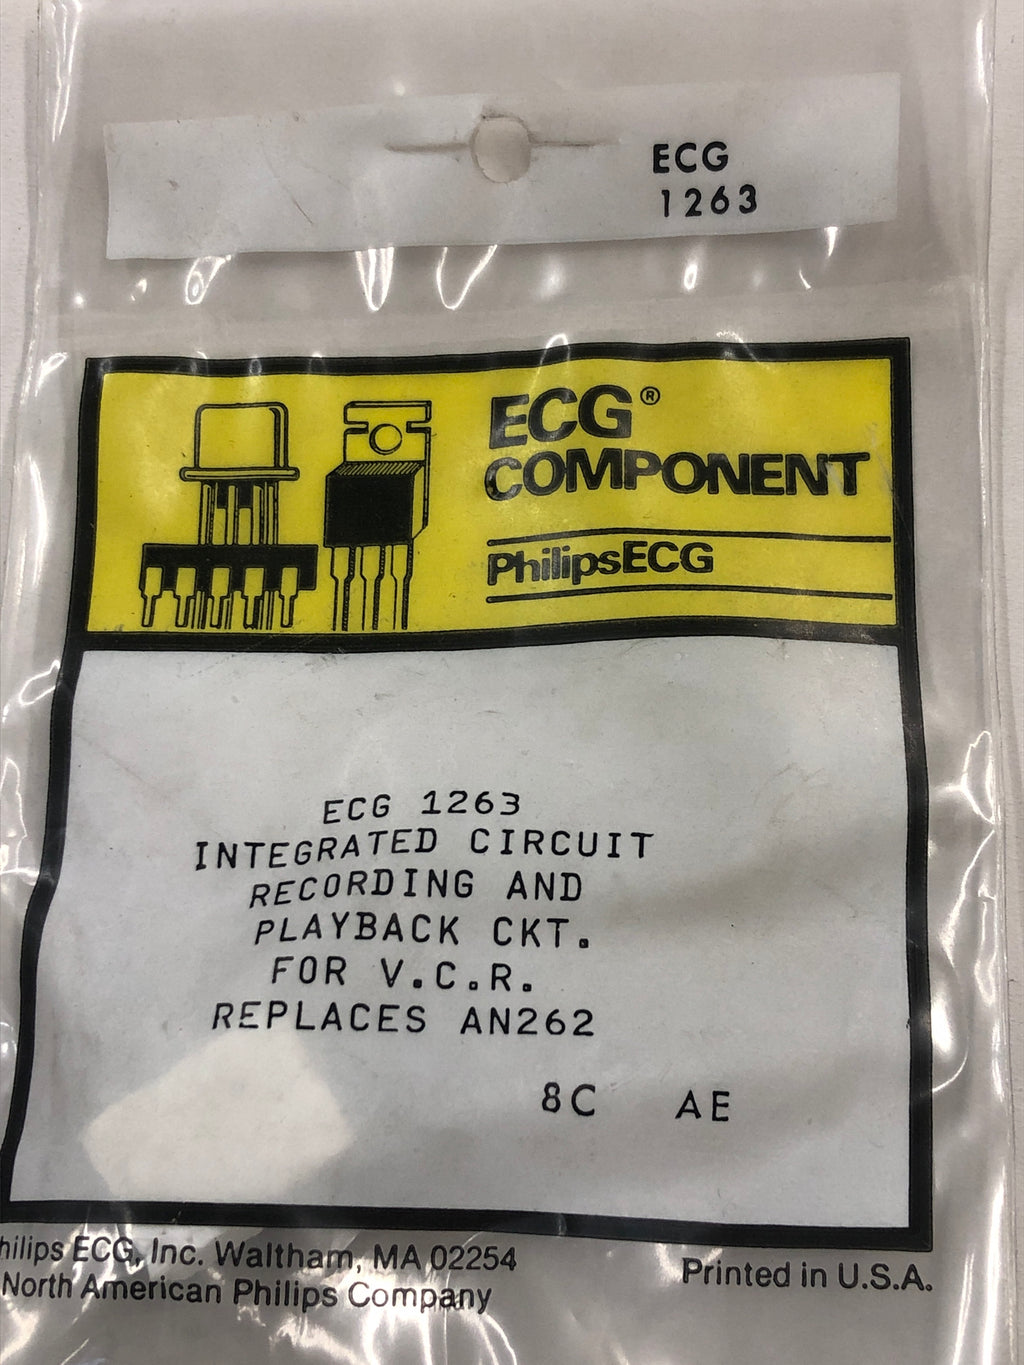 ECG
1263
ECG®
COMPONENT
PhilipsECG
ECG 1263
INTEGRATED CIRCUIT
RECORDING AND
PLAYBACK CKT.
FOR V.C.R.
REPLACES AN262
8C AE
hilips ECG, Inc. Waltham, MA 02254
North American Philips Company
Printed in U.S.A.